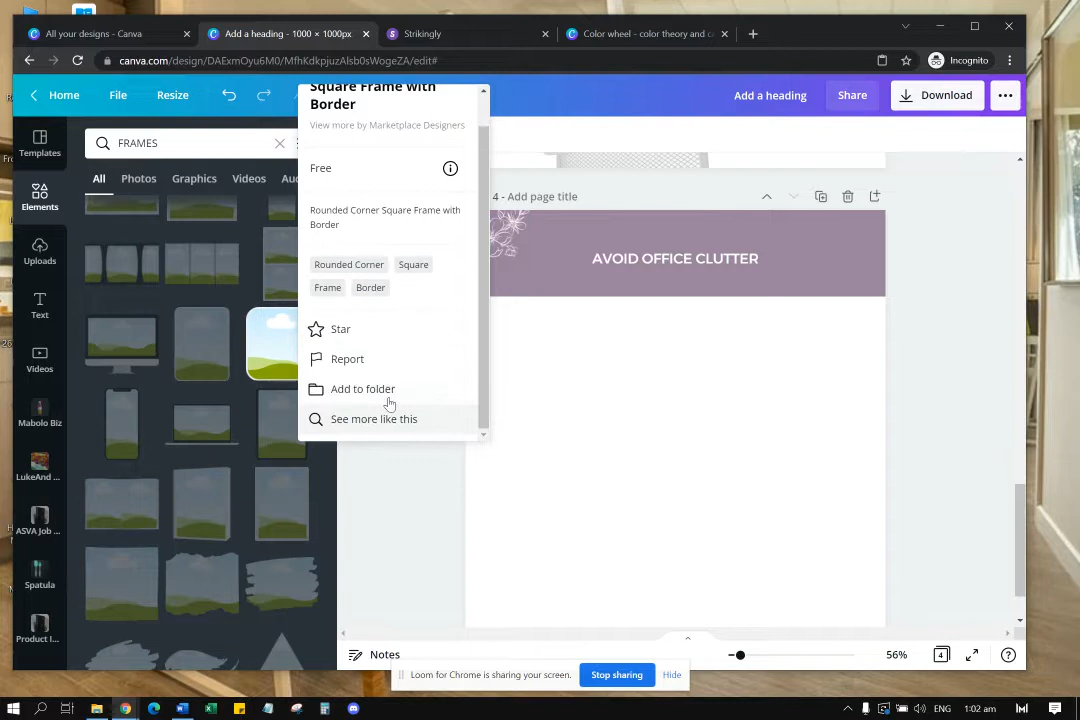 All your designs - Canva
Add a heading - 1000 × 1000px
Strikingly
Color wheel - color theory and c
canva.com/design/DAExmOyu6M0/MfhKdkpjuzAlsb0sWogeZA/edit#
Incognito
Home
File
Resize
Add a heading
Share
Download
Templates
Elements
Uploads
Text
Videos
Mabolo Biz
LukeAnd ...
ASVA Job ...
Spatula
Product I...
FRAMES
All
Photos
Graphics
Videos
Square Frame with
Border
View more by Marketplace Designers
Free
Rounded Corner Square Frame with
Border
Rounded Corner
Square
Frame
Border
Star
Report
Add to folder
See more like this
4 - Add page title
AVOID OFFICE CLUTTER
Notes
56%
4
Loom for Chrome is sharing your screen.
Stop sharing
Hide
ENG
1:02 am